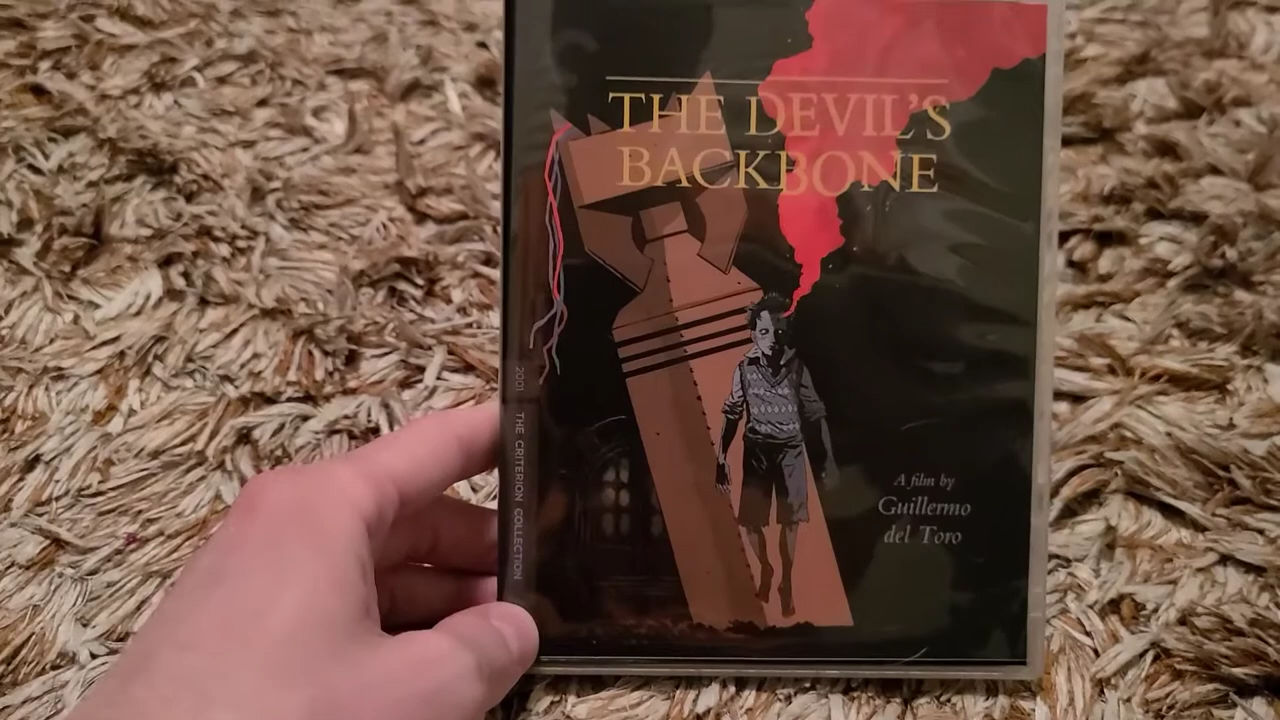 THE DEVIL'S
BACKBONE
A film by
Guillermo
del Toro
2001 THE CRITERION COLLECTION